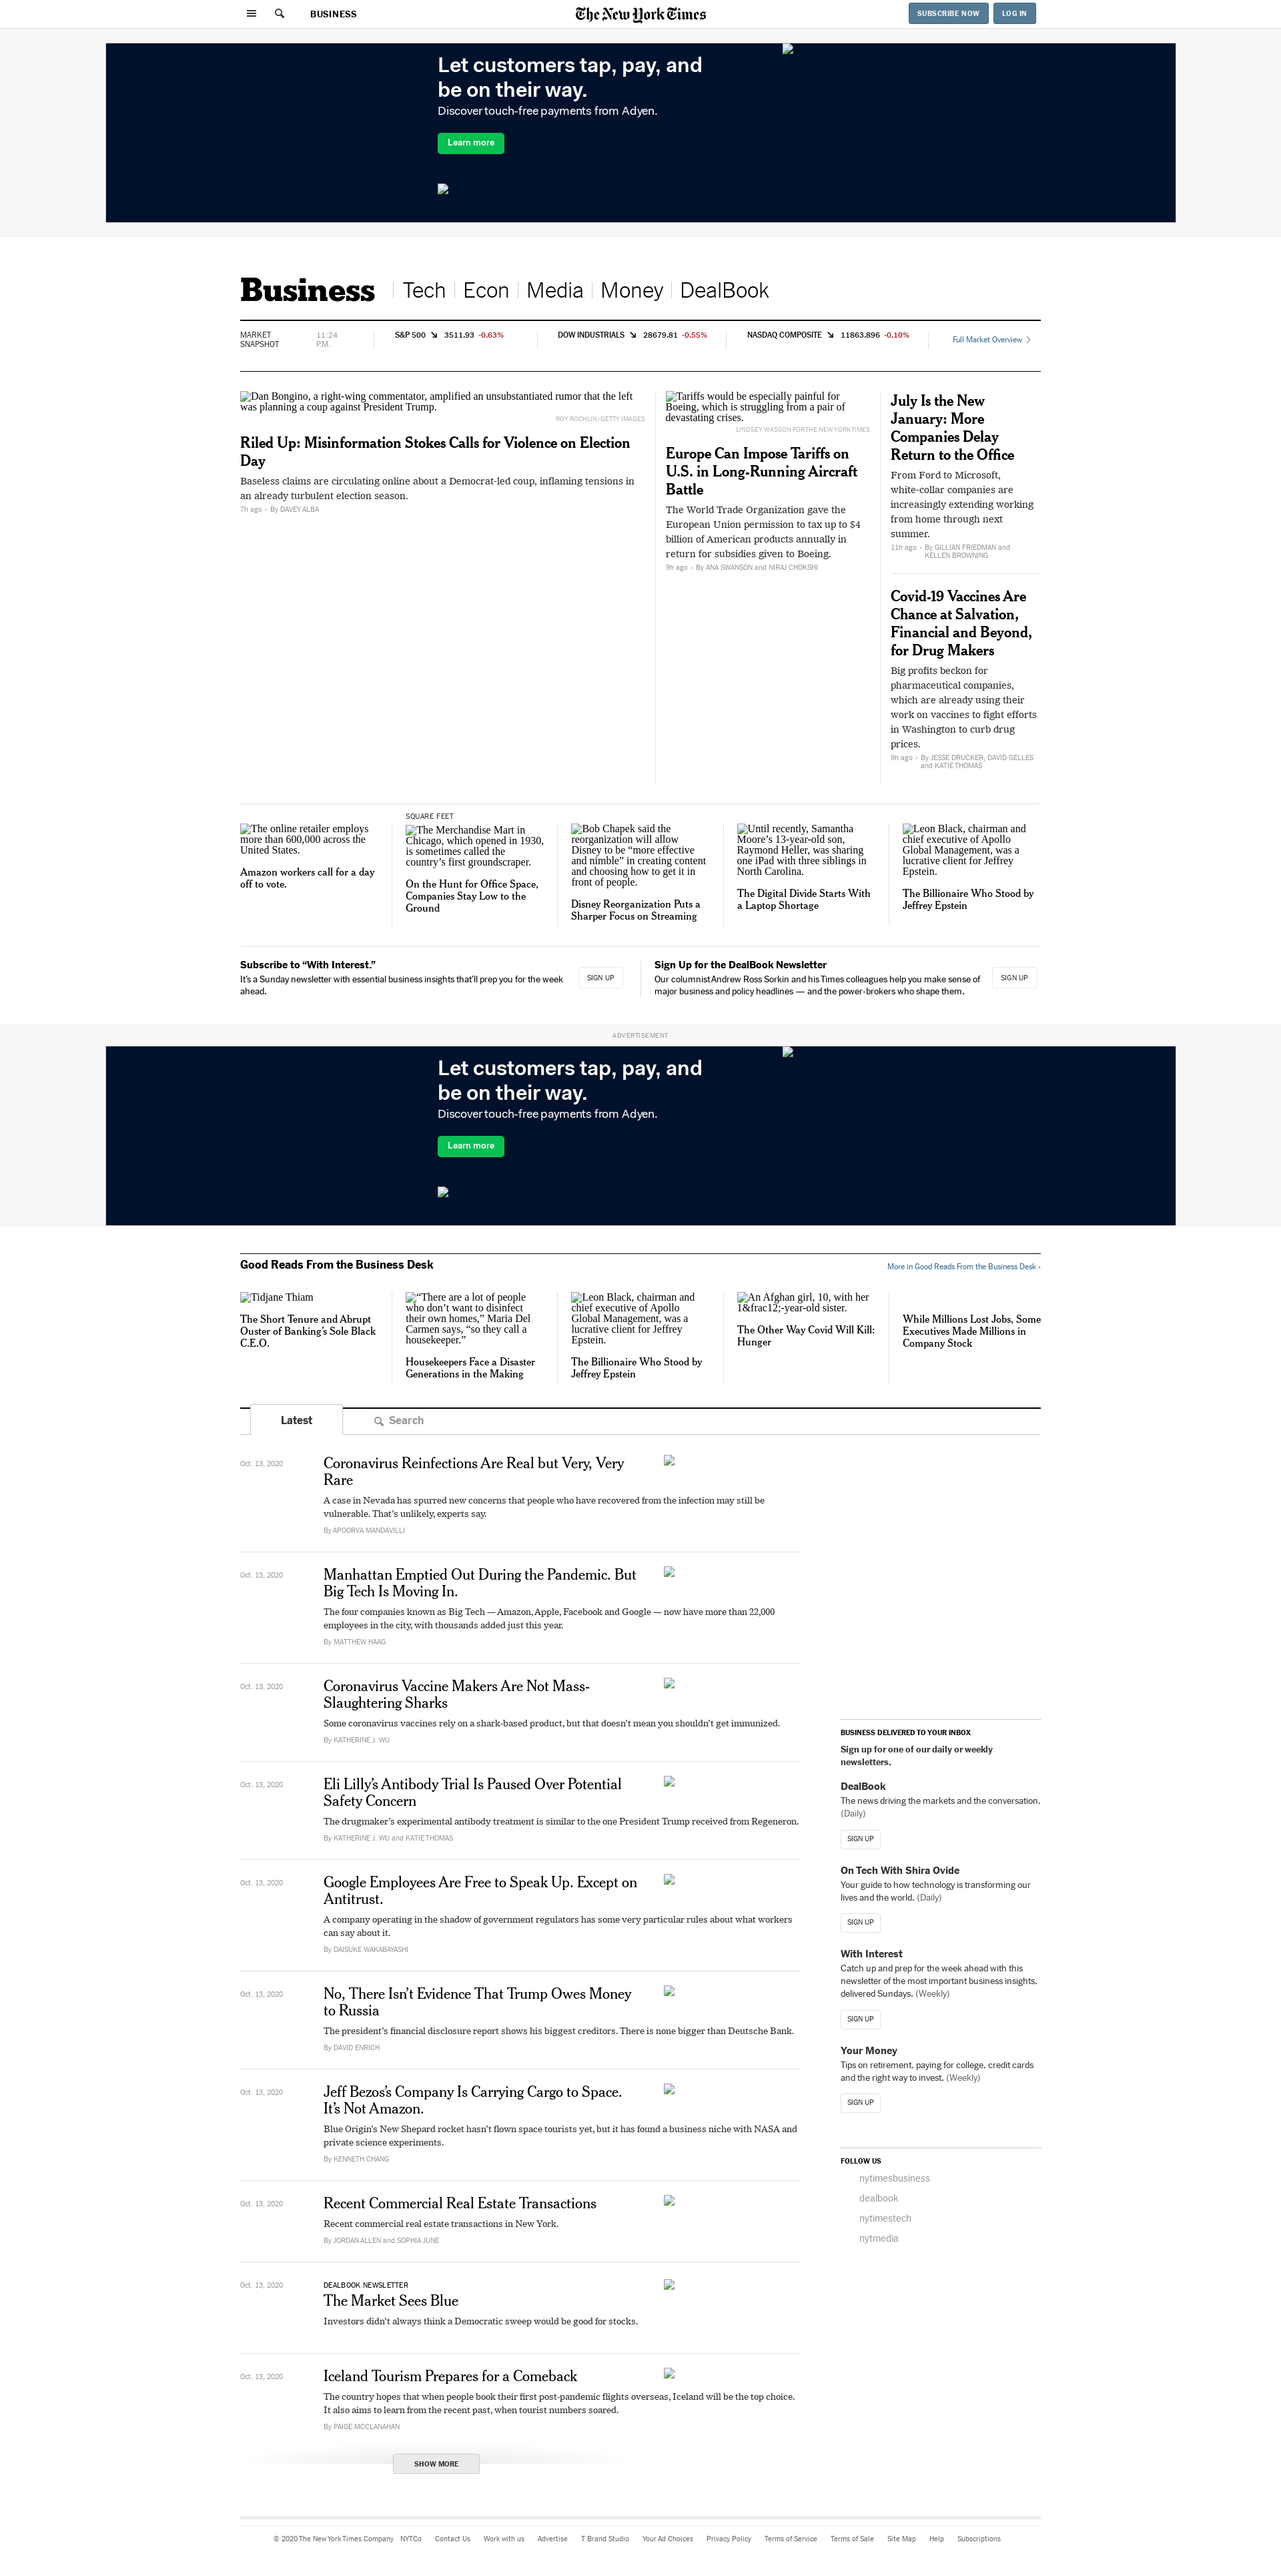 BUSINESS
The New York Times
SUBSCRIBE NOW
LOG IN
Let customers tap, pay, and
be on their way.
Discover touch-free payments from Adyen.
Learn more
Business
Tech
Econ
Media
Money
DealBook
MARKET
SNAPSHOT
11:24
P.M.
S&P 500 3511.93 -0.63%
DOW INDUSTRIALS 28679.81 -0.55%
NASDAQ COMPOSITE 11863.896 -0.10%
Full Market Overview
Dan Bongino, a right-wing commentator, amplified an unsubstantiated rumor that the left
was planning a coup against President Trump.
ROY ROCHLIN/GETTY IMAGES
Riled Up: Misinformation Stokes Calls for Violence on Election
Day
Baseless claims are circulating online about a Democrat-led coup, inflaming tensions in
an already turbulent election season.
7h ago • By DAVEY ALBA
Tariffs would be especially painful for
Boeing, which is struggling from a pair of
devastating crises.
LINDSEY WASSON FOR THE NEW YORK TIMES
Europe Can Impose Tariffs on
U.S. in Long-Running Aircraft
Battle
The World Trade Organization gave the
European Union permission to tax up to $4
billion of American products annually in
return for subsidies given to Boeing.
9h ago • By ANA SWANSON and NIRAJ CHOKSHI
July Is the New
January: More
Companies Delay
Return to the Office
From Ford to Microsoft,
white-collar companies are
increasingly extending working
from home through next
summer.
11h ago • By GILLIAN FRIEDMAN and
KELLEN BROWNING
Covid-19 Vaccines Are
Chance at Salvation,
Financial and Beyond,
for Drug Makers
Big profits beckon for
pharmaceutical companies,
which are already using their
work on vaccines to fight efforts
in Washington to curb drug
prices.
9h ago • By JESSE DRUCKER, DAVID GELLES
and KATIE THOMAS
The online retailer employs
more than 600,000 across the
United States.
Amazon workers call for a day
off to vote.
SQUARE FEET
The Merchandise Mart in
Chicago, which opened in 1930,
is sometimes called the
country’s first groundscraper.
On the Hunt for Office Space,
Companies Stay Low to the
Ground
Bob Chapek said the
reorganization will allow
Disney to be “more effective
and nimble” in creating content
and choosing how to get it in
front of people.
Disney Reorganization Puts a
Sharper Focus on Streaming
Until recently, Samantha
Moore’s 13-year-old son,
Raymond Heller, was sharing
one iPad with three siblings in
North Carolina.
The Digital Divide Starts With
a Laptop Shortage
Leon Black, chairman and
chief executive of Apollo
Global Management, was a
lucrative client for Jeffrey
Epstein.
The Billionaire Who Stood by
Jeffrey Epstein
Subscribe to “With Interest.”
It’s a Sunday newsletter with essential business insights that’ll prep you for the week
ahead.
SIGN UP
Sign Up for the DealBook Newsletter
Our columnist Andrew Ross Sorkin and his Times colleagues help you make sense of
major business and policy headlines — and the power-brokers who shape them.
SIGN UP
ADVERTISEMENT
Let customers tap, pay, and
be on their way.
Discover touch-free payments from Adyen.
Learn more
Good Reads From the Business Desk
More in Good Reads From the Business Desk ›
Tidjane Thiam
The Short Tenure and Abrupt
Ouster of Banking’s Sole Black
C.E.O.
“There are a lot of people
who don’t want to disinfect
their own homes,” Maria Del
Carmen says, “so they call a
housekeeper.”
Housekeepers Face a Disaster
Generations in the Making
Leon Black, chairman and
chief executive of Apollo
Global Management, was a
lucrative client for Jeffrey
Epstein.
The Billionaire Who Stood by
Jeffrey Epstein
An Afghan girl, 10, with her
1&frac12;-year-old sister.
The Other Way Covid Will Kill:
Hunger
While Millions Lost Jobs, Some
Executives Made Millions in
Company Stock
Latest
Search
Oct. 13, 2020
Coronavirus Reinfections Are Real but Very, Very
Rare
A case in Nevada has spurred new concerns that people who have recovered from the infection may still be
vulnerable. That’s unlikely, experts say.
By APOORVA MANDAVILLI
Oct. 13, 2020
Manhattan Emptied Out During the Pandemic. But
Big Tech Is Moving In.
The four companies known as Big Tech — Amazon, Apple, Facebook and Google — now have more than 22,000
employees in the city, with thousands added just this year.
By MATTHEW HAAG
Oct. 13, 2020
Coronavirus Vaccine Makers Are Not Mass-
Slaughtering Sharks
Some coronavirus vaccines rely on a shark-based product, but that doesn’t mean you shouldn’t get immunized.
By KATHERINE J. WU
Oct. 13, 2020
Eli Lilly’s Antibody Trial Is Paused Over Potential
Safety Concern
The drugmaker’s experimental antibody treatment is similar to the one President Trump received from Regeneron.
By KATHERINE J. WU and KATIE THOMAS
Oct. 13, 2020
Google Employees Are Free to Speak Up. Except on
Antitrust.
A company operating in the shadow of government regulators has some very particular rules about what workers
can say about it.
By DAISUKE WAKABAYASHI
Oct. 13, 2020
No, There Isn’t Evidence That Trump Owes Money
to Russia
The president’s financial disclosure report shows his biggest creditors. There is none bigger than Deutsche Bank.
By DAVID ENRICH
Oct. 13, 2020
Jeff Bezos’s Company Is Carrying Cargo to Space.
It’s Not Amazon.
Blue Origin’s New Shepard rocket hasn’t flown space tourists yet, but it has found a business niche with NASA and
private science experiments.
By KENNETH CHANG
Oct. 13, 2020
Recent Commercial Real Estate Transactions
Recent commercial real estate transactions in New York.
By JORDAN ALLEN and SOPHIA JUNE
Oct. 13, 2020
DEALBOOK NEWSLETTER
The Market Sees Blue
Investors didn’t always think a Democratic sweep would be good for stocks.
Oct. 13, 2020
Iceland Tourism Prepares for a Comeback
The country hopes that when people book their first post-pandemic flights overseas, Iceland will be the top choice.
It also aims to learn from the recent past, when tourist numbers soared.
By PAIGE MCCLANAHAN
SHOW MORE
BUSINESS DELIVERED TO YOUR INBOX
Sign up for one of our daily or weekly
newsletters.
DealBook
The news driving the markets and the conversation.
(Daily)
SIGN UP
On Tech With Shira Ovide
Your guide to how technology is transforming our
lives and the world. (Daily)
SIGN UP
With Interest
Catch up and prep for the week ahead with this
newsletter of the most important business insights,
delivered Sundays. (Weekly)
SIGN UP
Your Money
Tips on retirement, paying for college, credit cards
and the right way to invest. (Weekly)
SIGN UP
FOLLOW US
nytimesbusiness
dealbook
nytimestech
nytmedia
© 2020 The New York Times Company NYTCo Contact Us Work with us Advertise T Brand Studio Your Ad Choices Privacy Policy Terms of Service Terms of Sale Site Map Help Subscriptions